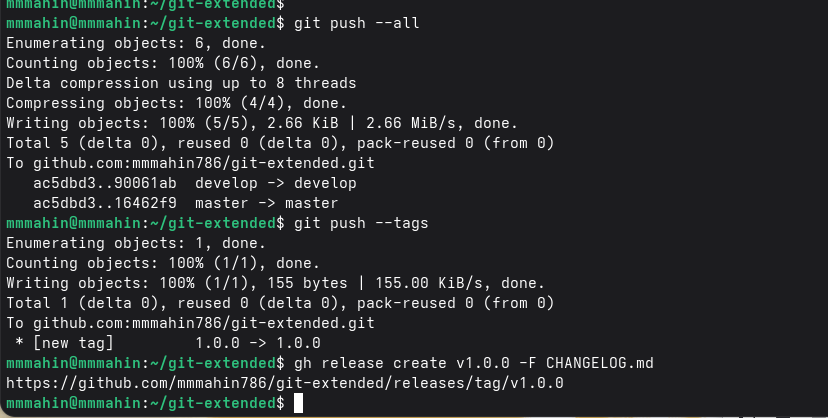 mmmahin@mmmahin:~/git-extended$
mmmahin@mmmahin:~/git-extended$ git push --all
Enumerating objects: 6, done.
Counting objects: 100% (6/6), done.
Delta compression using up to 8 threads
Compressing objects: 100% (4/4), done.
Writing objects: 100% (5/5), 2.66 KiB | 2.66 MiB/s, done.
Total 5 (delta 0), reused 0 (delta 0), pack-reused 0 (from 0)
To github.com:mmmahin786/git-extended.git
   ac5dbd3..90061ab  develop -> develop
   ac5dbd3..16462f9  master -> master
mmmahin@mmmahin:~/git-extended$ git push --tags
Enumerating objects: 1, done.
Counting objects: 100% (1/1), done.
Writing objects: 100% (1/1), 155 bytes | 155.00 KiB/s, done.
Total 1 (delta 0), reused 0 (delta 0), pack-reused 0 (from 0)
To github.com:mmmahin786/git-extended.git
 * [new tag]         1.0.0 -> 1.0.0
mmmahin@mmmahin:~/git-extended$ gh release create v1.0.0 -F CHANGELOG.md
https://github.com/mmmahin786/git-extended/releases/tag/v1.0.0
mmmahin@mmmahin:~/git-extended$